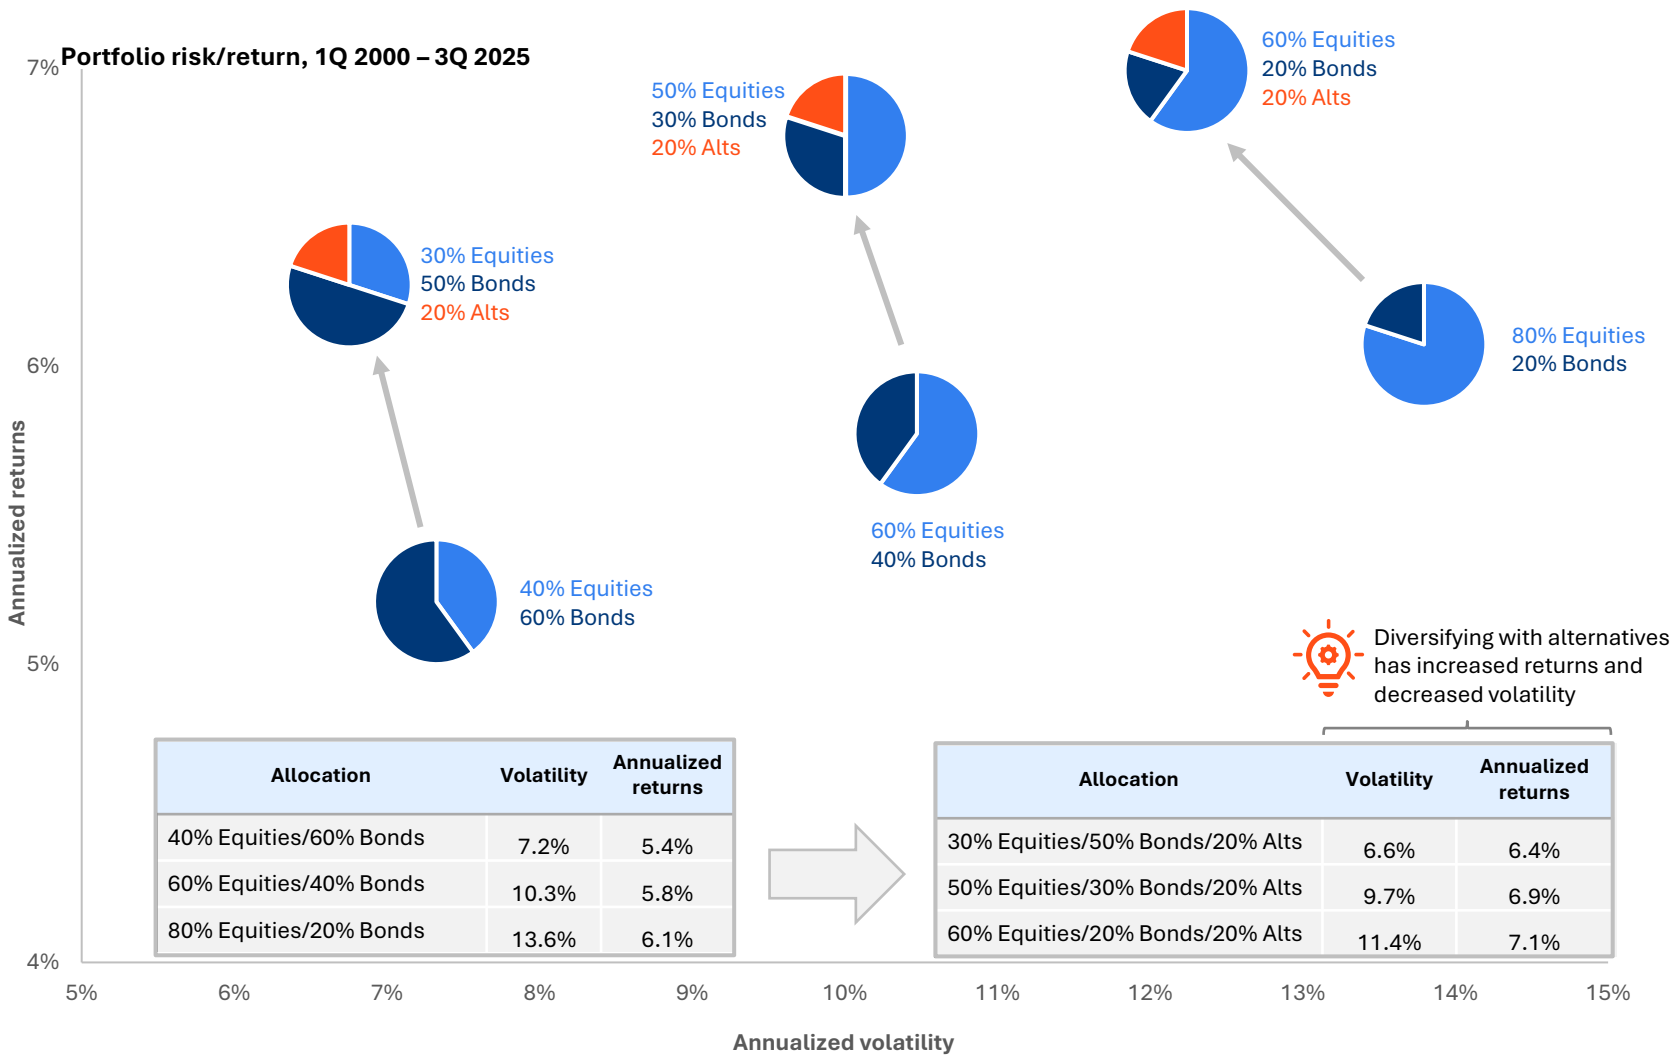 Portfolio risk/return, 1Q 2000 – 3Q 2025
7%
6%
5%
4%
Annualized returns
60% Equities
20% Bonds
20% Alts
50% Equities
30% Bonds
20% Alts
30% Equities
50% Bonds
20% Alts
80% Equities
20% Bonds
60% Equities
40% Bonds
40% Equities
60% Bonds
Diversifying with alternatives
has increased returns and
decreased volatility
Allocation Volatility Annualized returns
40% Equities/60% Bonds 7.2% 5.4%
60% Equities/40% Bonds 10.3% 5.8%
80% Equities/20% Bonds 13.6% 6.1%
Allocation Volatility Annualized returns
30% Equities/50% Bonds/20% Alts 6.6% 6.4%
50% Equities/30% Bonds/20% Alts 9.7% 6.9%
60% Equities/20% Bonds/20% Alts 11.4% 7.1%
5% 6% 7% 8% 9% 10% 11% 12% 13% 14% 15%
Annualized volatility